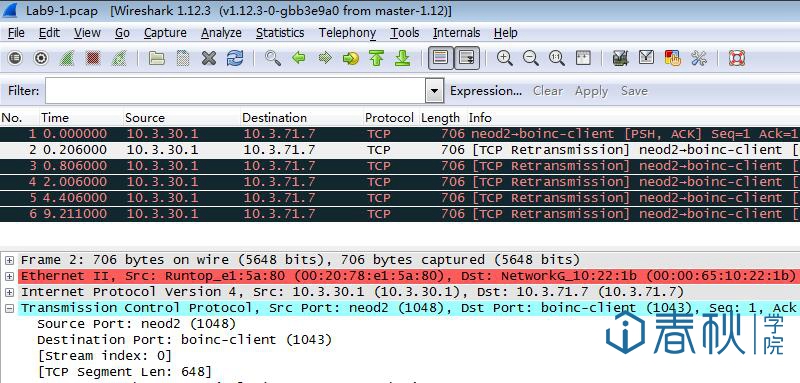 Lab9-1.pcap [Wireshark 1.12.3 (v1.12.3-0-gbb3e9a0 from master-1.12)]
File Edit View Go Capture Analyze Statistics Telephony Tools Internals Help
Filter: Expression... Clear Apply Save
No. Time Source Destination Protocol Length Info
1 0.000000 10.3.30.1 10.3.71.7 TCP 706 neod2→boinc-client [PSH, ACK] Seq=1 Ack=1
2 0.206000 10.3.30.1 10.3.71.7 TCP 706 [TCP Retransmission] neod2→boinc-client [
3 0.806000 10.3.30.1 10.3.71.7 TCP 706 [TCP Retransmission] neod2→boinc-client [
4 2.006000 10.3.30.1 10.3.71.7 TCP 706 [TCP Retransmission] neod2→boinc-client [
5 4.406000 10.3.30.1 10.3.71.7 TCP 706 [TCP Retransmission] neod2→boinc-client [
6 9.211000 10.3.30.1 10.3.71.7 TCP 706 [TCP Retransmission] neod2→boinc-client [
Frame 2: 706 bytes on wire (5648 bits), 706 bytes captured (5648 bits)
Ethernet II, Src: Runtop_e1:5a:80 (00:20:78:e1:5a:80), Dst: NetworkG_10:22:1b (00:00:65:10:22:1b)
Internet Protocol Version 4, Src: 10.3.30.1 (10.3.30.1), Dst: 10.3.71.7 (10.3.71.7)
Transmission Control Protocol, Src Port: neod2 (1048), Dst Port: boinc-client (1043), Seq: 1, Ack
Source Port: neod2 (1048)
Destination Port: boinc-client (1043)
[Stream index: 0]
[TCP Segment Len: 648]
春秋学院